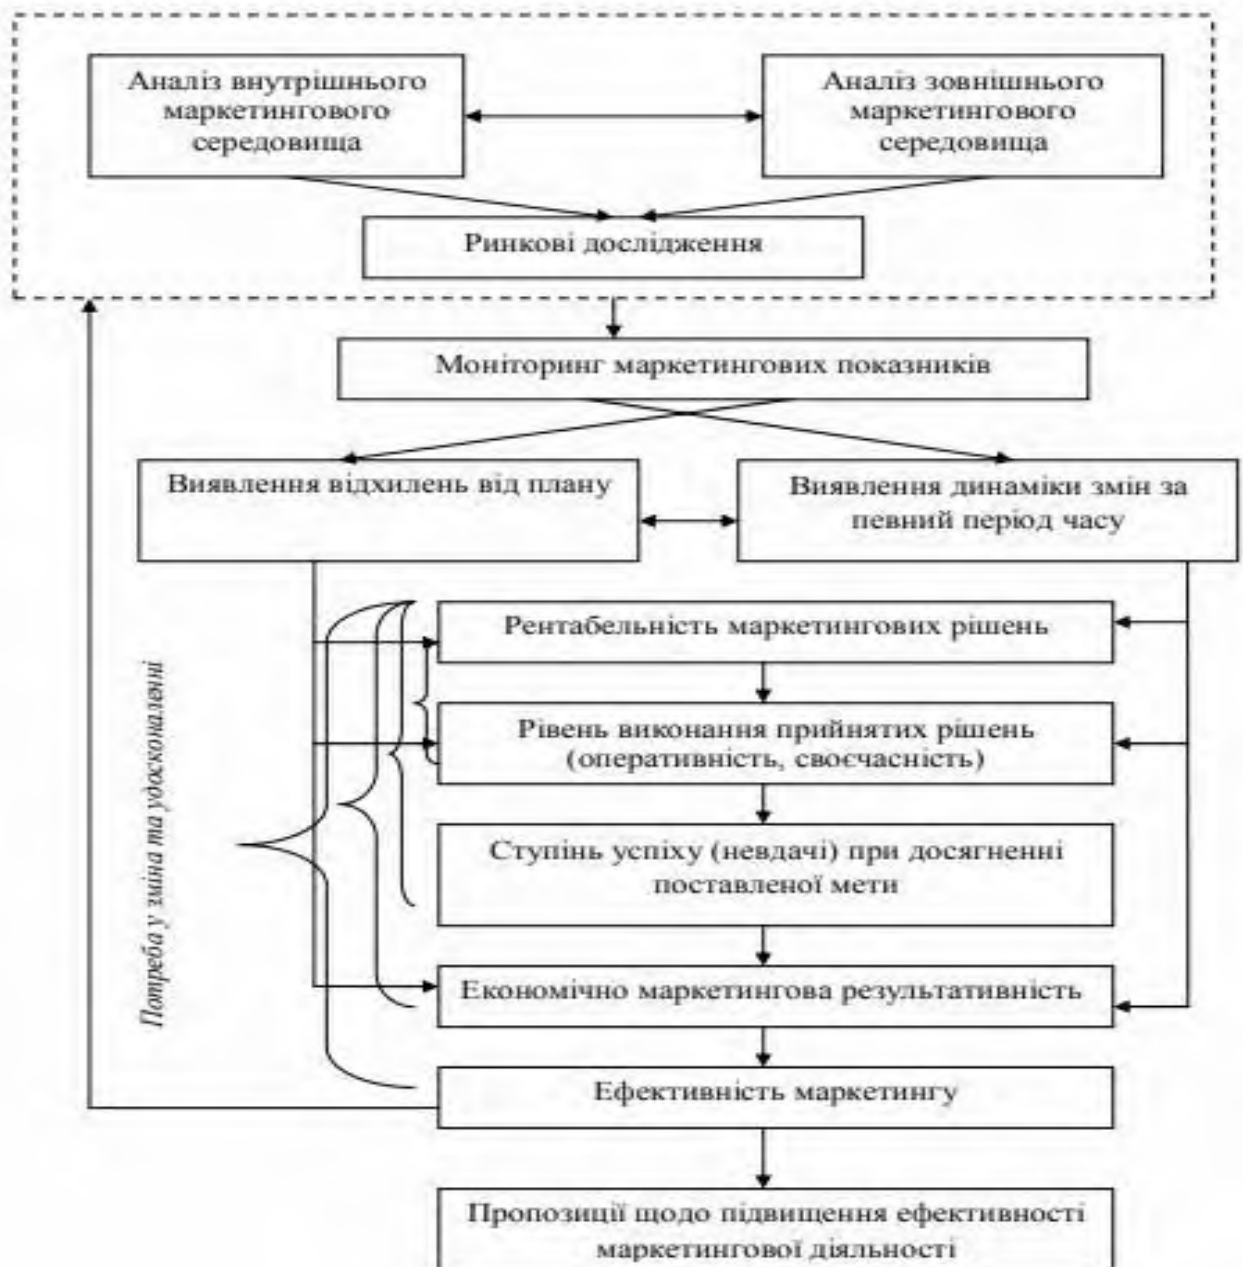 Аналіз внутрішнього
маркетингового
середовища
Аналіз зовнішнього
маркетингового
середовища
Ринкові дослідження
Моніторинг маркетингових показників
Виявлення відхилень від плану
Виявлення динаміки змін за
певний період часу
Рентабельність маркетингових рішень
Рівень виконання прийнятих рішень
(оперативність, своєчасність)
Ступінь успіху (невдачі) при досягненні
поставленої мети
Економічно маркетингова результативність
Ефективність маркетингу
Пропозиції щодо підвищення ефективності
маркетингової діяльності
Потреба у зміна та удосконаленні